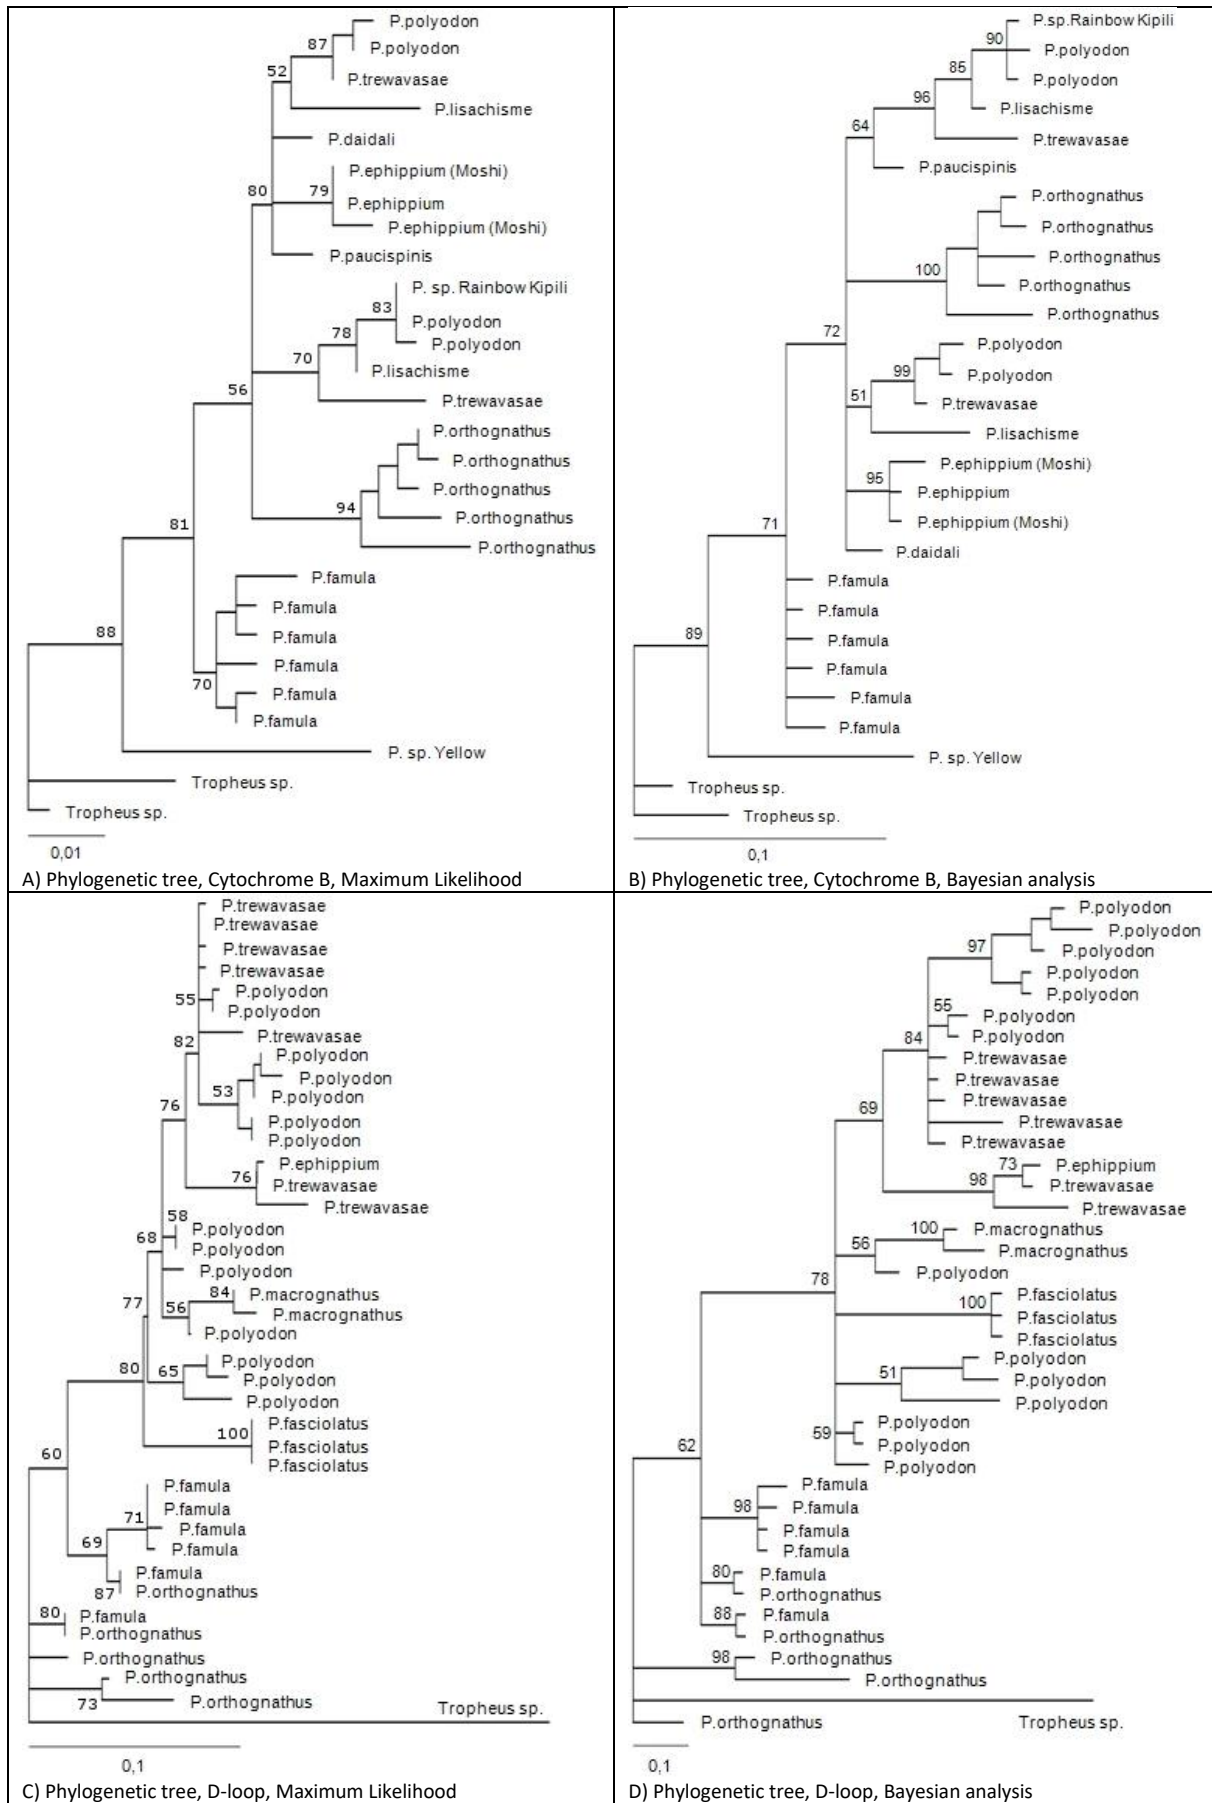 P.polyodon
87
P.polyodon
52
P.trewavasae
P.lisachisme
P.daidali
P.ephippium (Moshi)
80
79
P.ephippium
P.ephippium (Moshi)
P.paucispinis
P. sp. Rainbow Kipili
83
P.polyodon
78
P.polyodon
70
P.lisachisme
56
P.trewavasae
P.orthognathus
P.orthognathus
P.orthognathus
94
P.orthognathus
81
P.orthognathus
P.famula
P.famula
88
P.famula
P.famula
70
P.famula
P.famula
P. sp. Yellow
Tropheus sp.
Tropheus sp.
0,01
A) Phylogenetic tree, Cytochrome B, Maximum Likelihood
P.sp.Rainbow Kipili
90
P.polyodon
85
P.polyodon
96
P.lisachisme
64
P.trewavasae
P.paucispinis
P.orthognathus
P.orthognathus
P.orthognathus
100
P.orthognathus
P.orthognathus
72
P.polyodon
99
P.polyodon
51
P.trewavasae
P.lisachisme
P.ephippium (Moshi)
95
P.ephippium
71
P.ephippium (Moshi)
P.daidali
P.famula
P.famula
89
P.famula
P.famula
P.famula
P.famula
P. sp. Yellow
Tropheus sp.
Tropheus sp.
0,1
B) Phylogenetic tree, Cytochrome B, Bayesian analysis
P.trewavasae
P.trewavasae
P.trewavasae
P.trewavasae
55
P.polyodon
P.polyodon
82
P.trewavasae
P.polyodon
P.polyodon
53
P.polyodon
76
P.polyodon
P.polyodon
P.ephippium
76
P.trewavasae
P.trewavasae
58
P.polyodon
68
P.polyodon
P.polyodon
84
P.macrognathus
77
56
P.macrognathus
P.polyodon
80
65
P.polyodon
P.polyodon
P.polyodon
P.fasciolatus
100
P.fasciolatus
60
P.fasciolatus
P.famula
P.famula
71
P.famula
69
P.famula
P.famula
87
P.orthognathus
80
P.famula
P.orthognathus
P.orthognathus
P.orthognathus
73
P.orthognathus
Tropheus sp.
0,1
C) Phylogenetic tree, D-loop, Maximum Likelihood
P.polyodon
P.polyodon
97
P.polyodon
P.polyodon
P.polyodon
55
P.polyodon
84
P.polyodon
P.trewavasae
P.trewavasae
69
P.trewavasae
P.trewavasae
P.trewavasae
73
P.ephippium
98
P.trewavasae
P.trewavasae
100
P.macrognathus
56
P.macrognathus
78
P.polyodon
100
P.fasciolatus
P.fasciolatus
P.fasciolatus
P.polyodon
51
P.polyodon
P.polyodon
P.polyodon
59
P.polyodon
62
P.polyodon
P.famula
98
P.famula
P.famula
P.famula
80
P.famula
P.orthognathus
88
P.famula
P.orthognathus
98
P.orthognathus
P.orthognathus
P.orthognathus
Tropheus sp.
0,1
D) Phylogenetic tree, D-loop, Bayesian analysis